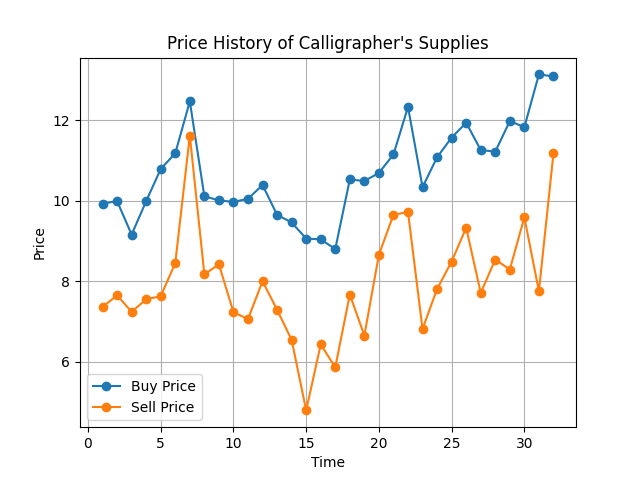 Price History of Calligrapher's Supplies
Price
12
10
8
6
Buy Price
Sell Price
0 5 10 15 20 25 30
Time